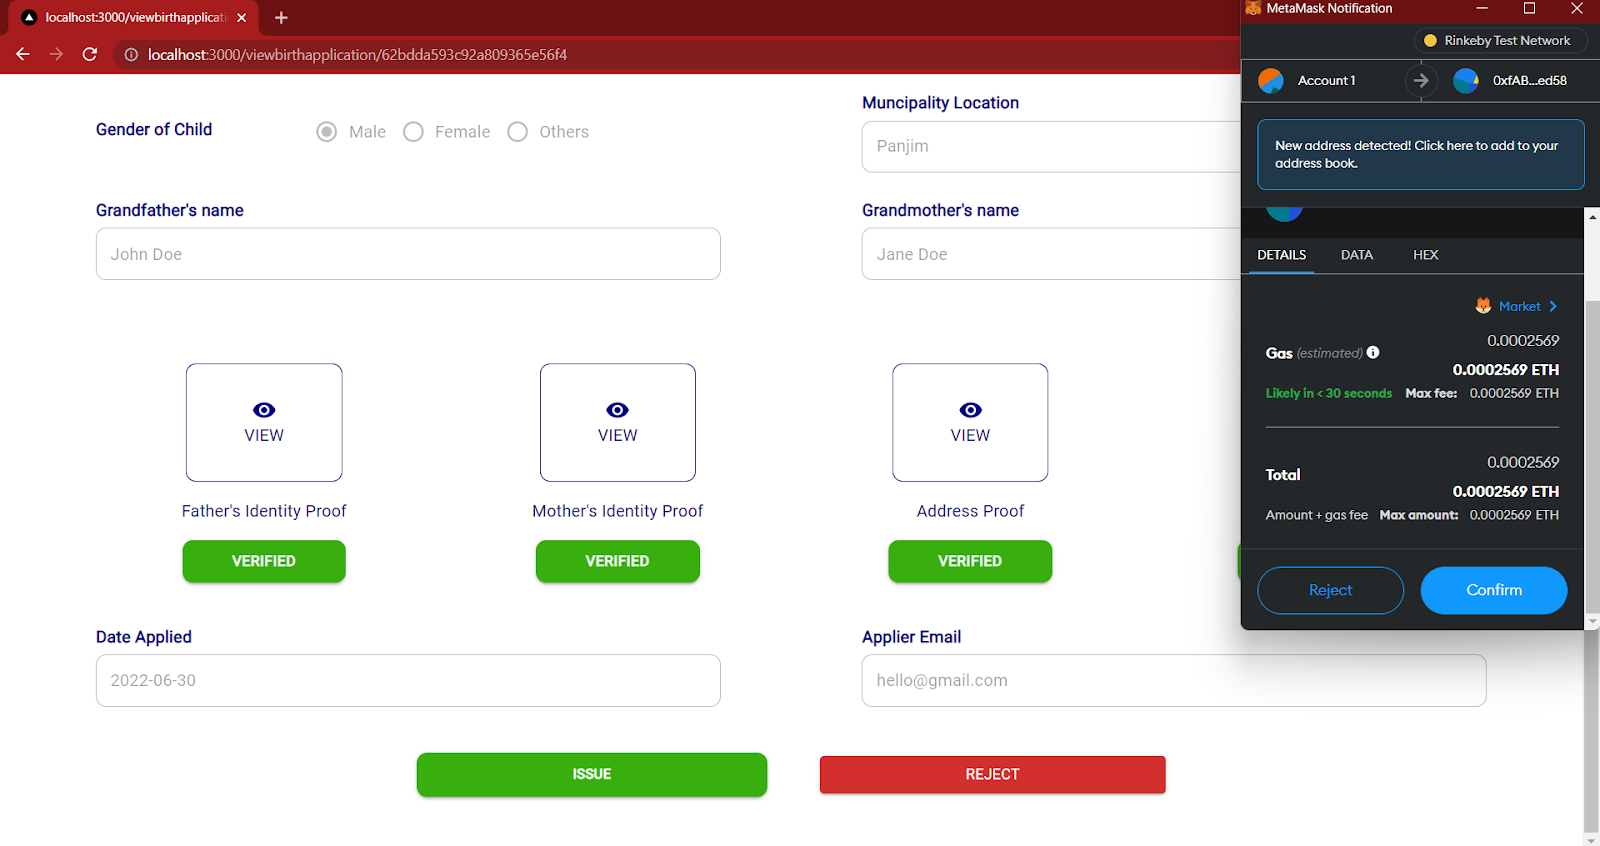 localhost:3000/viewbirthapplicati
localhost:3000/viewbirthapplication/62bdda593c92a809365e56f4
Gender of Child
Male
Female
Others
Muncipality Location
Panjim
Grandfather's name
John Doe
Grandmother's name
Jane Doe
VIEW
VIEW
VIEW
Father's Identity Proof
Mother's Identity Proof
Address Proof
VERIFIED
VERIFIED
VERIFIED
Date Applied
2022-06-30
Applier Email
hello@gmail.com
ISSUE
REJECT
MetaMask Notification
Rinkeby Test Network
Account 1
0xfAB...ed58
New address detected! Click here to add to your
address book.
DETAILS
DATA
HEX
Market
0.0002569
Gas (estimated)
0.0002569 ETH
Likely in < 30 seconds
Max fee: 0.0002569 ETH
0.0002569
Total
0.0002569 ETH
Amount + gas fee
Max amount: 0.0002569 ETH
Reject
Confirm